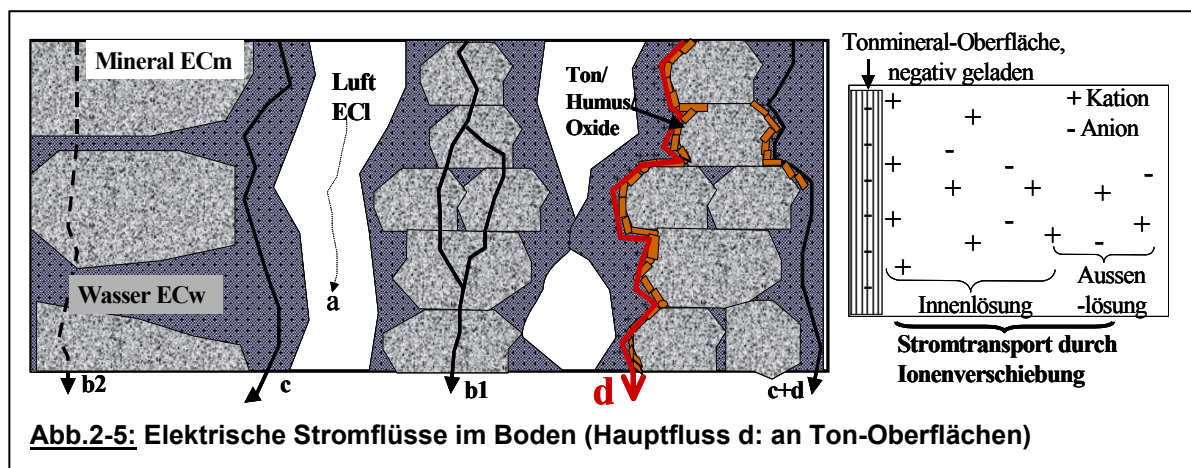 Mineral ECm
Luft
ECl
a
Wasser ECw
b2
c
b1
Ton/
Humus
Oxide
d
c+d
Tonmineral-Oberfläche,
negativ geladen
+ Kation
- Anion
Innenlösung
Aussen
-lösung
Stromtransport durch
Ionenverschiebung
Abb.2-5: Elektrische Stromflüsse im Boden (Hauptfluss d: an Ton-Oberflächen)